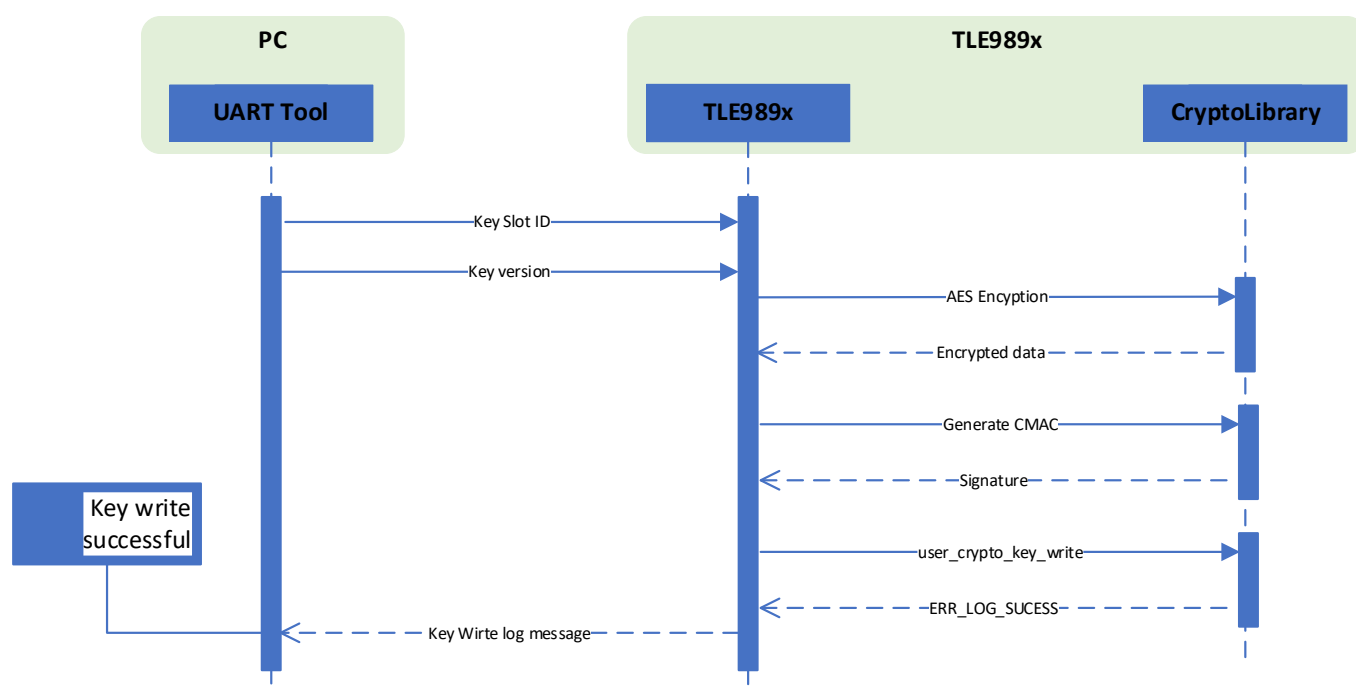 PC
TLE989x
UART Tool
TLE989x
CryptoLibrary
Key Slot ID
Key version
AES Encyption
Encrypted data
Generate CMAC
Signature
Key write
successful
user_crypto_key_write
ERR_LOG_SUCESS
Key Wirte log message